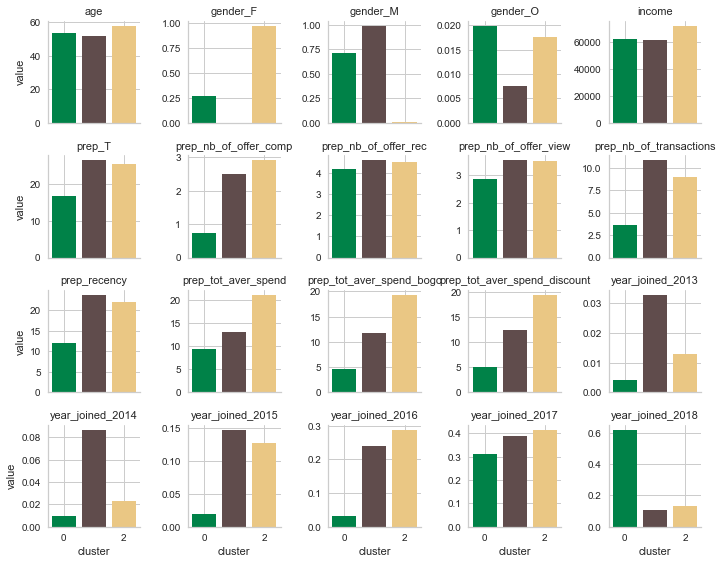 age gender_F gender_M gender_O income
60 40 20 0
1.00 0.75 0.50 0.25 0.00
1.00 0.75 0.50 0.25 0.00
0.020 0.015 0.010 0.005 0.000
60000 40000 20000 0
value
prep_T prep_nb_of_offer_comp prep_nb_of_offer_rec prep_nb_of_offer_view prep_nb_of_transactions
20 10 0
3 2 1 0
4 3 2 1 0
3 2 1 0
10.0 7.5 5.0 2.5 0.0
value
prep_recency prep_tot_aver_spend prep_tot_aver_spend_bogo prep_tot_aver_spend_discount year_joined_2013
20 15 10 5 0
20 15 10 5 0
20 15 10 5 0
20 15 10 5 0
0.03 0.02 0.01 0.00
value
year_joined_2014 year_joined_2015 year_joined_2016 year_joined_2017 year_joined_2018
0.08 0.06 0.04 0.02 0.00
0.15 0.10 0.05 0.00
0.3 0.2 0.1 0.0
0.4 0.3 0.2 0.1 0.0
0.6 0.4 0.2 0.0
value
0 2 0 2 0 2 0 2 0 2
cluster cluster cluster cluster cluster